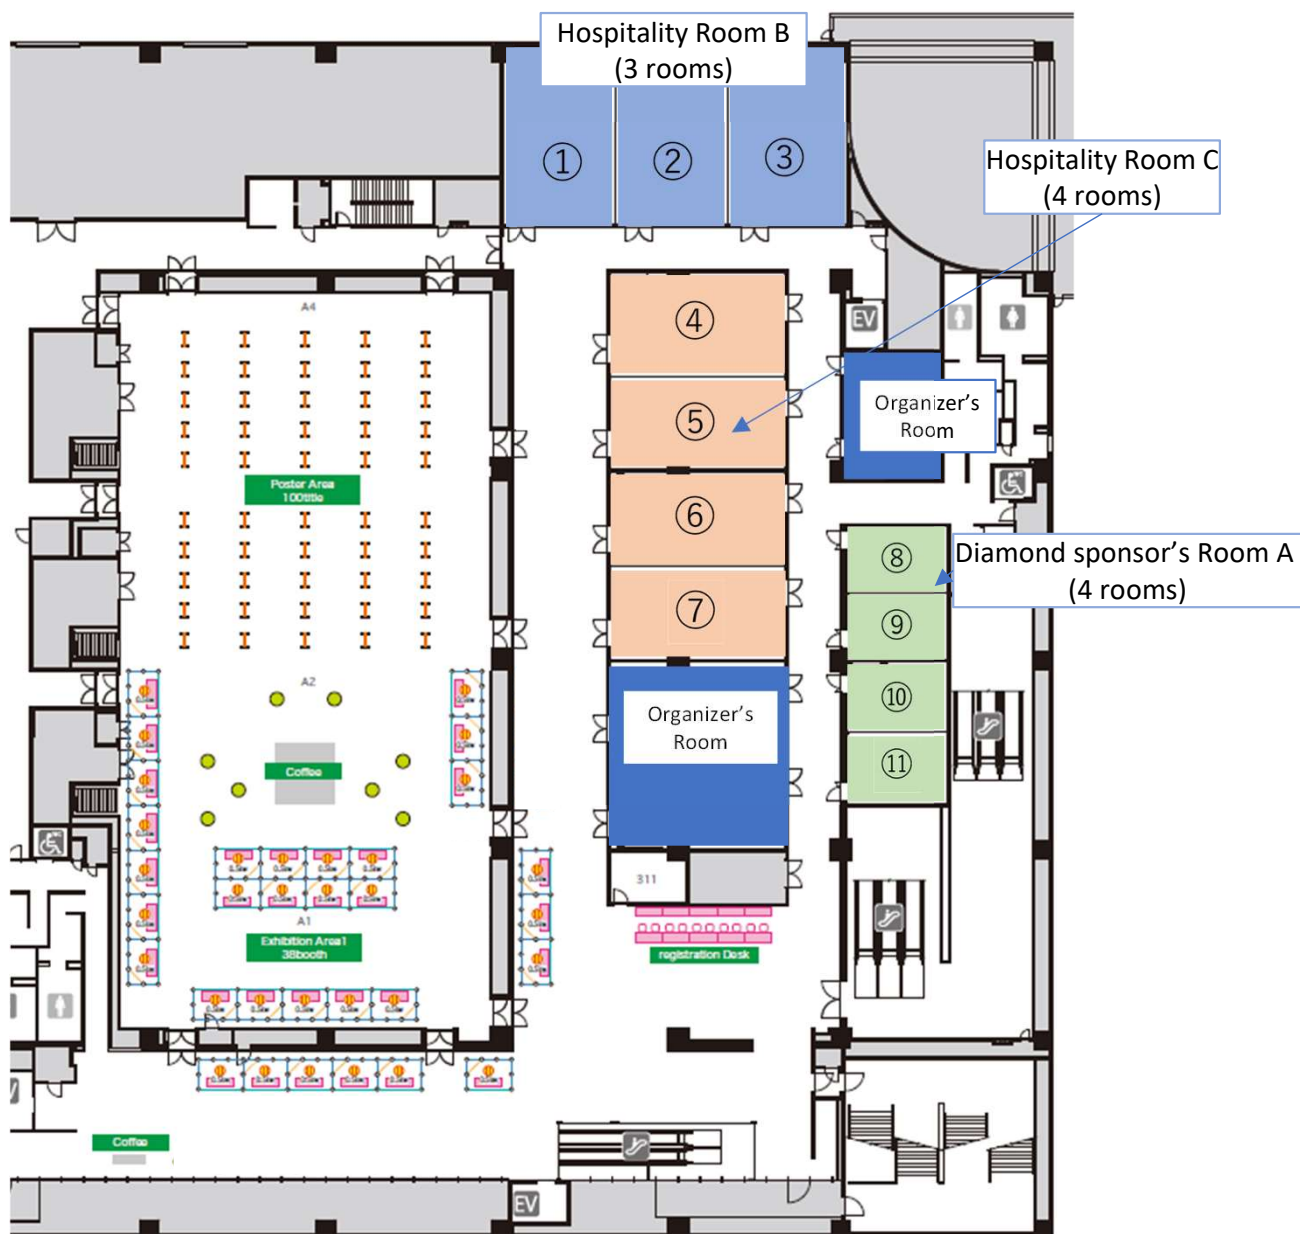 Hospitality Room B
(3 rooms)
①
②
③
Hospitality Room C
(4 rooms)
A4
④
EV
⑤
Organizer's
Room
Poster Area
100title
⑥
⑧
Diamond sponsor's Room A
(4 rooms)
⑦
⑨
A2
⑩
Organizer's
Room
Coffee
⑪
311
A1
Exhibition Area1
38booth
registration Desk
Coffee
EV